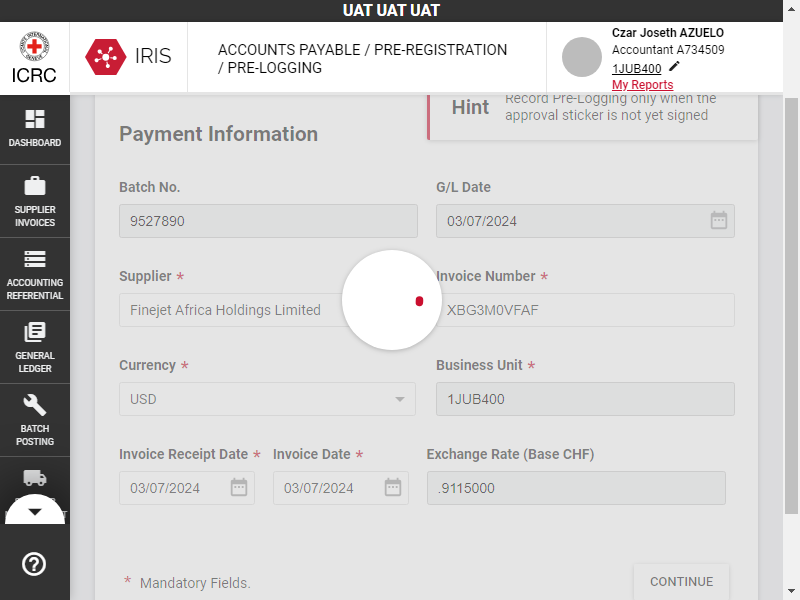 UAT UAT UAT
ICRC
IRIS
ACCOUNTS PAYABLE / PRE-REGISTRATION
/ PRE-LOGGING
Czar Joseth AZUELO
Accountant A734509
1JUB400
My Reports
DASHBOARD
SUPPLIER
INVOICES
ACCOUNTING
REFERENTIAL
GENERAL
LEDGER
BATCH
POSTING
Hint
Record Pre-Logging only when the
approval sticker is not yet signed
Payment Information
Batch No.
G/L Date
9527890
03/07/2024
Supplier *
Invoice Number *
Finejet Africa Holdings Limited
XBG3M0VFAF
Currency *
Business Unit *
USD
1JUB400
Invoice Receipt Date *
Invoice Date *
Exchange Rate (Base CHF)
03/07/2024
03/07/2024
.9115000
* Mandatory Fields.
CONTINUE